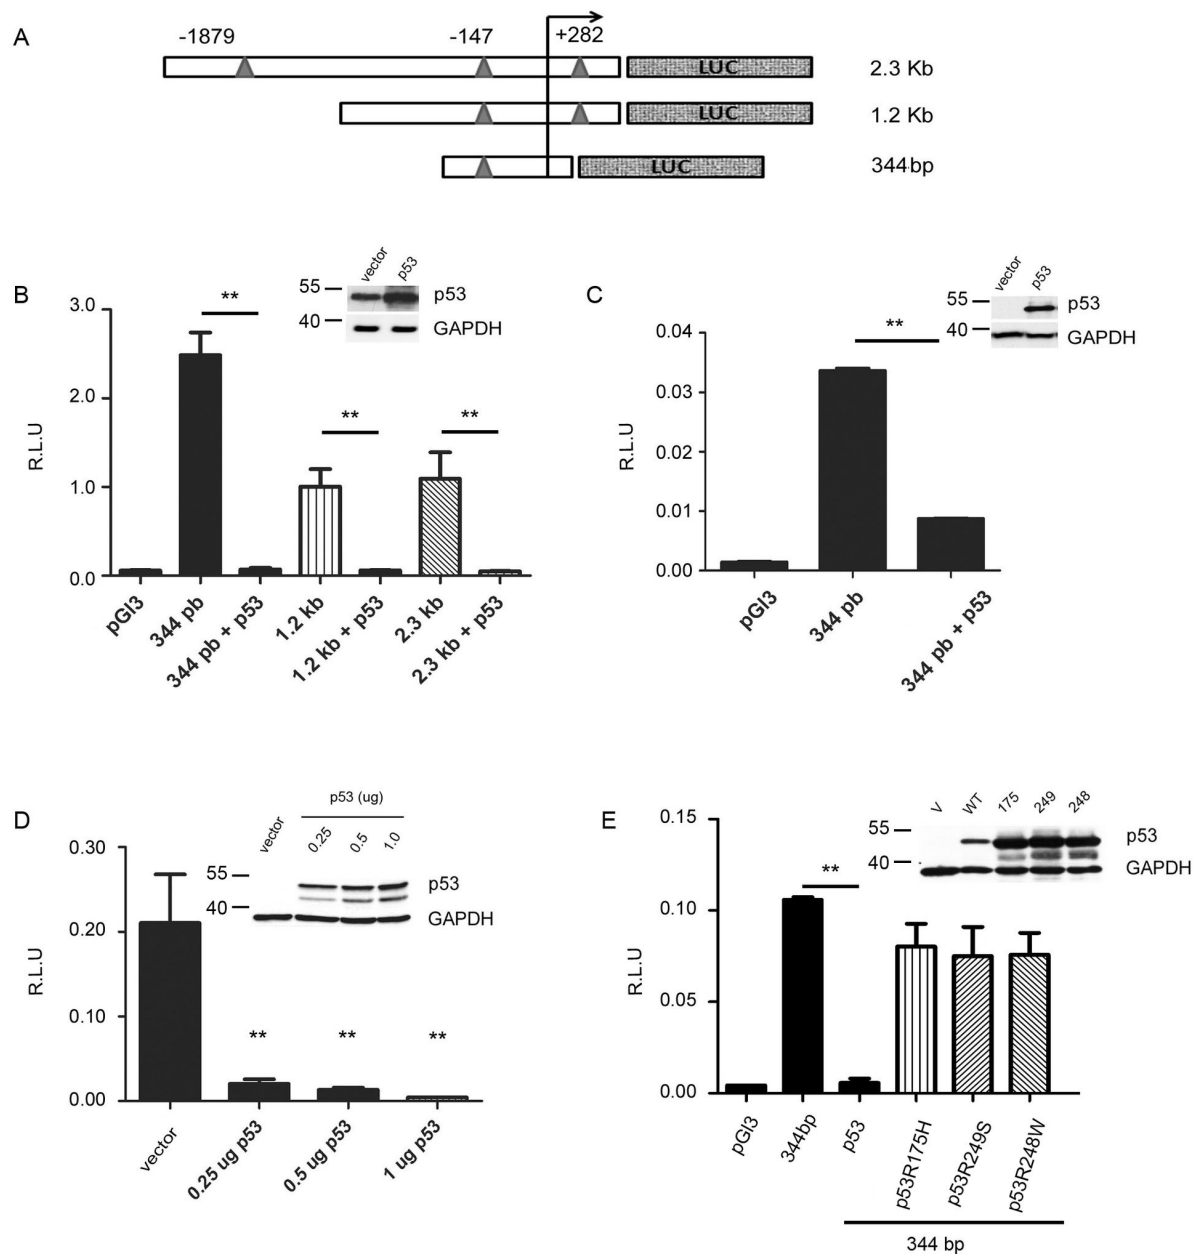 A
-1879
-147
+282
LUC
2.3 Kb
LUC
1.2 Kb
LUC
344bp
B
vector
p53
55
40
p53
GAPDH
R.L.U
3.0
2.0
1.0
0.0
**
**
**
pGl3
344 pb
344 pb + p53
1.2 kb
1.2 kb + p53
2.3 kb
2.3 kb + p53
C
vector
p53
55
40
p53
GAPDH
R.L.U
0.04
0.03
0.02
0.01
0.00
**
pGl3
344 pb
344 pb + p53
D
p53 (ug)
vector
0.25
0.5
1.0
55
40
p53
GAPDH
R.L.U
0.30
0.20
0.10
0.00
**
**
**
vector
0.25 ug p53
0.5 ug p53
1 ug p53
E
V
WT
175
249
248
55
40
p53
GAPDH
R.L.U
0.15
0.10
0.05
0.00
**
pGl3
344bp
p53
p53R175H
p53R249S
p53R248W
344 bp